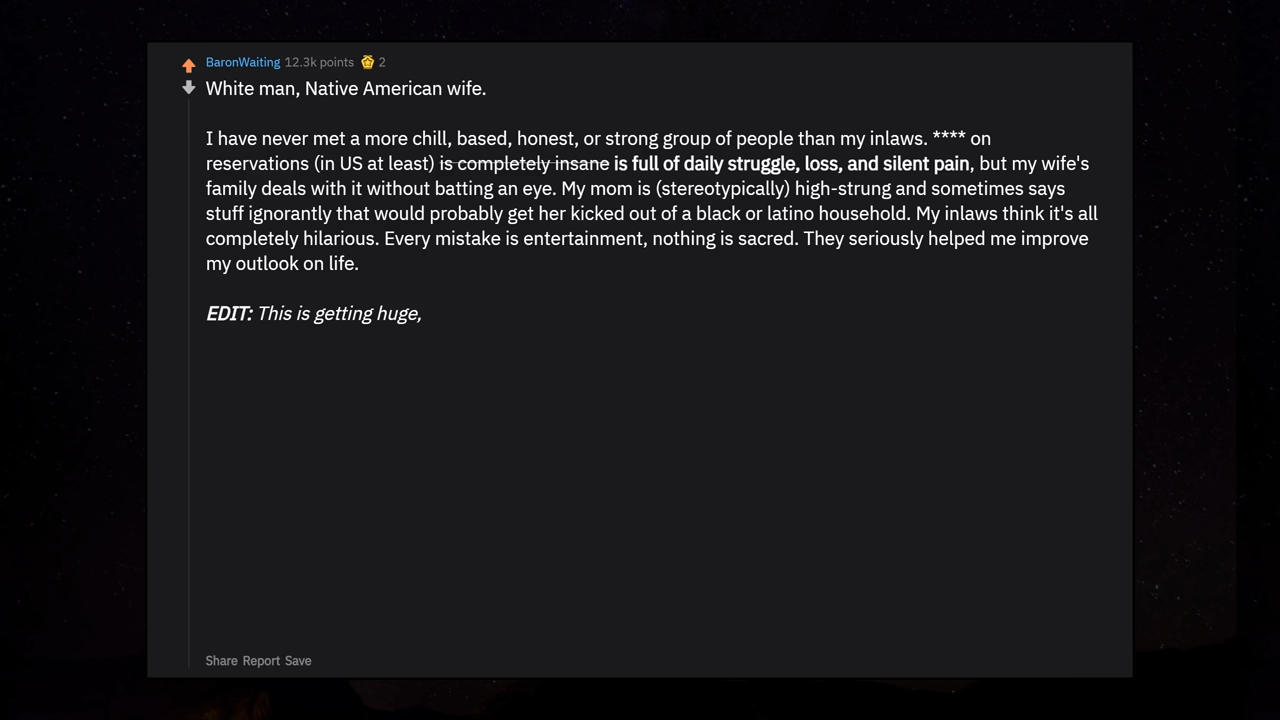 BaronWaiting 12.3k points 2
White man, Native American wife.
I have never met a more chill, based, honest, or strong group of people than my inlaws. **** on
reservations (in US at least) is completely insane is full of daily struggle, loss, and silent pain, but my wife's
family deals with it without batting an eye. My mom is (stereotypically) high-strung and sometimes says
stuff ignorantly that would probably get her kicked out of a black or latino household. My inlaws think it's all
completely hilarious. Every mistake is entertainment, nothing is sacred. They seriously helped me improve
my outlook on life.
EDIT: This is getting huge,
Share Report Save